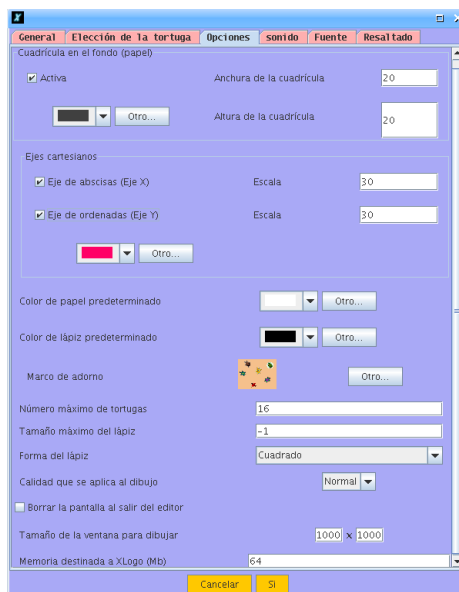 General Elección de la tortuga Opciones sonido Fuente Resaltado
Cuadrícula en el fondo (papel)
Activa Anchura de la cuadrícula 20
Otro... Altura de la cuadrícula 20
Ejes cartesianos
Eje de abscisas (Eje X) Escala 30
Eje de ordenadas (Eje Y) Escala 30
Otro...
Color de papel predeterminado Otro...
Color de lápiz predeterminado Otro...
Marco de adorno Otro...
Número máximo de tortugas 16
Tamaño máximo del lápiz -1
Forma del lápiz Cuadrado
Calidad que se aplica al dibujo Normal
Borrar la pantalla al salir del editor
Tamaño de la ventana para dibujar 1000 x 1000
Memoria destinada a XLogo (Mb) 64
Cancelar Si